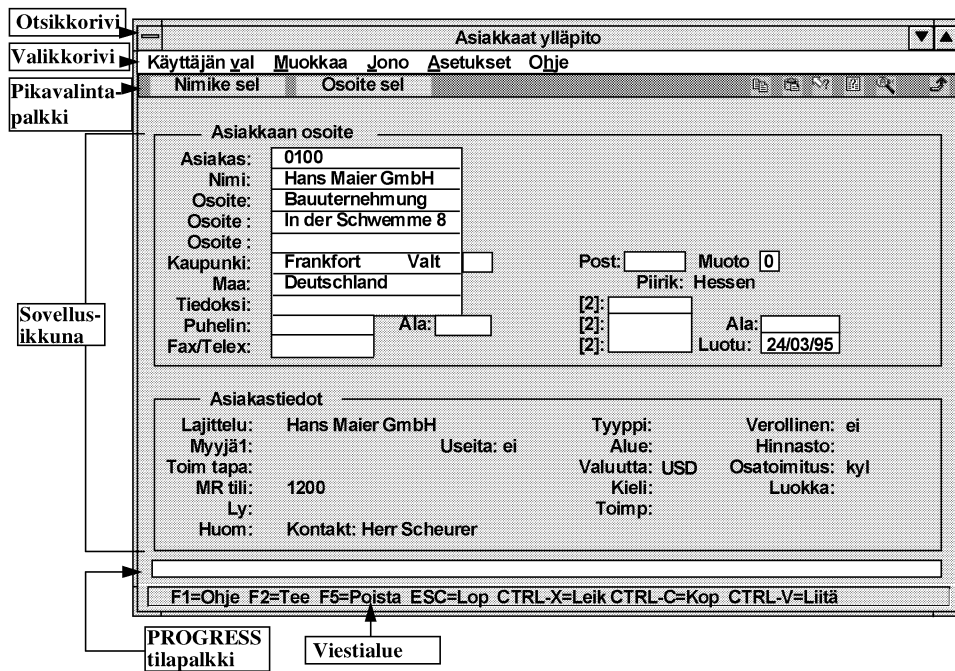 Otsikkorivi
Asiakkaat ylläpito
Valikkorivi
Käyttäjän val Muokkaa Jono Asetukset Ohje
Pikavalinta
palkki
Nimike sel Osoite sel
Asiakkaan osoite
Asiakas: 0100
Nimi: Hans Maier GmbH
Osoite: Bauuternehmung
Osoite : In der Schwemme 8
Osoite :
Kaupunki: Frankfort Valt Post: Muoto 0
Maa: Deutschland Piirik: Hessen
Tiedoksi: [2]:
Puhelin: Ala: [2]: Ala:
Fax/Telex: [2]: Luotu: 24/03/95
Sovellus-
ikkuna
Asiakastiedot
Lajittelu: Hans Maier GmbH Tyyppi: Verollinen: ei
Myyjä1: Useita: ei Alue: Hinnasto:
Toim tapa: Valuutta: USD Osatoimitus: kyl
MR tili: 1200 Kieli: Luokka:
Ly: Toimp:
Huom: Kontakt: Herr Scheurer
F1=Ohje F2=Tee F5=Poista ESC=Lop CTRL-X=Leik CTRL-C=Kop CTRL-V=Liitä
PROGRESS
tilapalkki
Viestialue